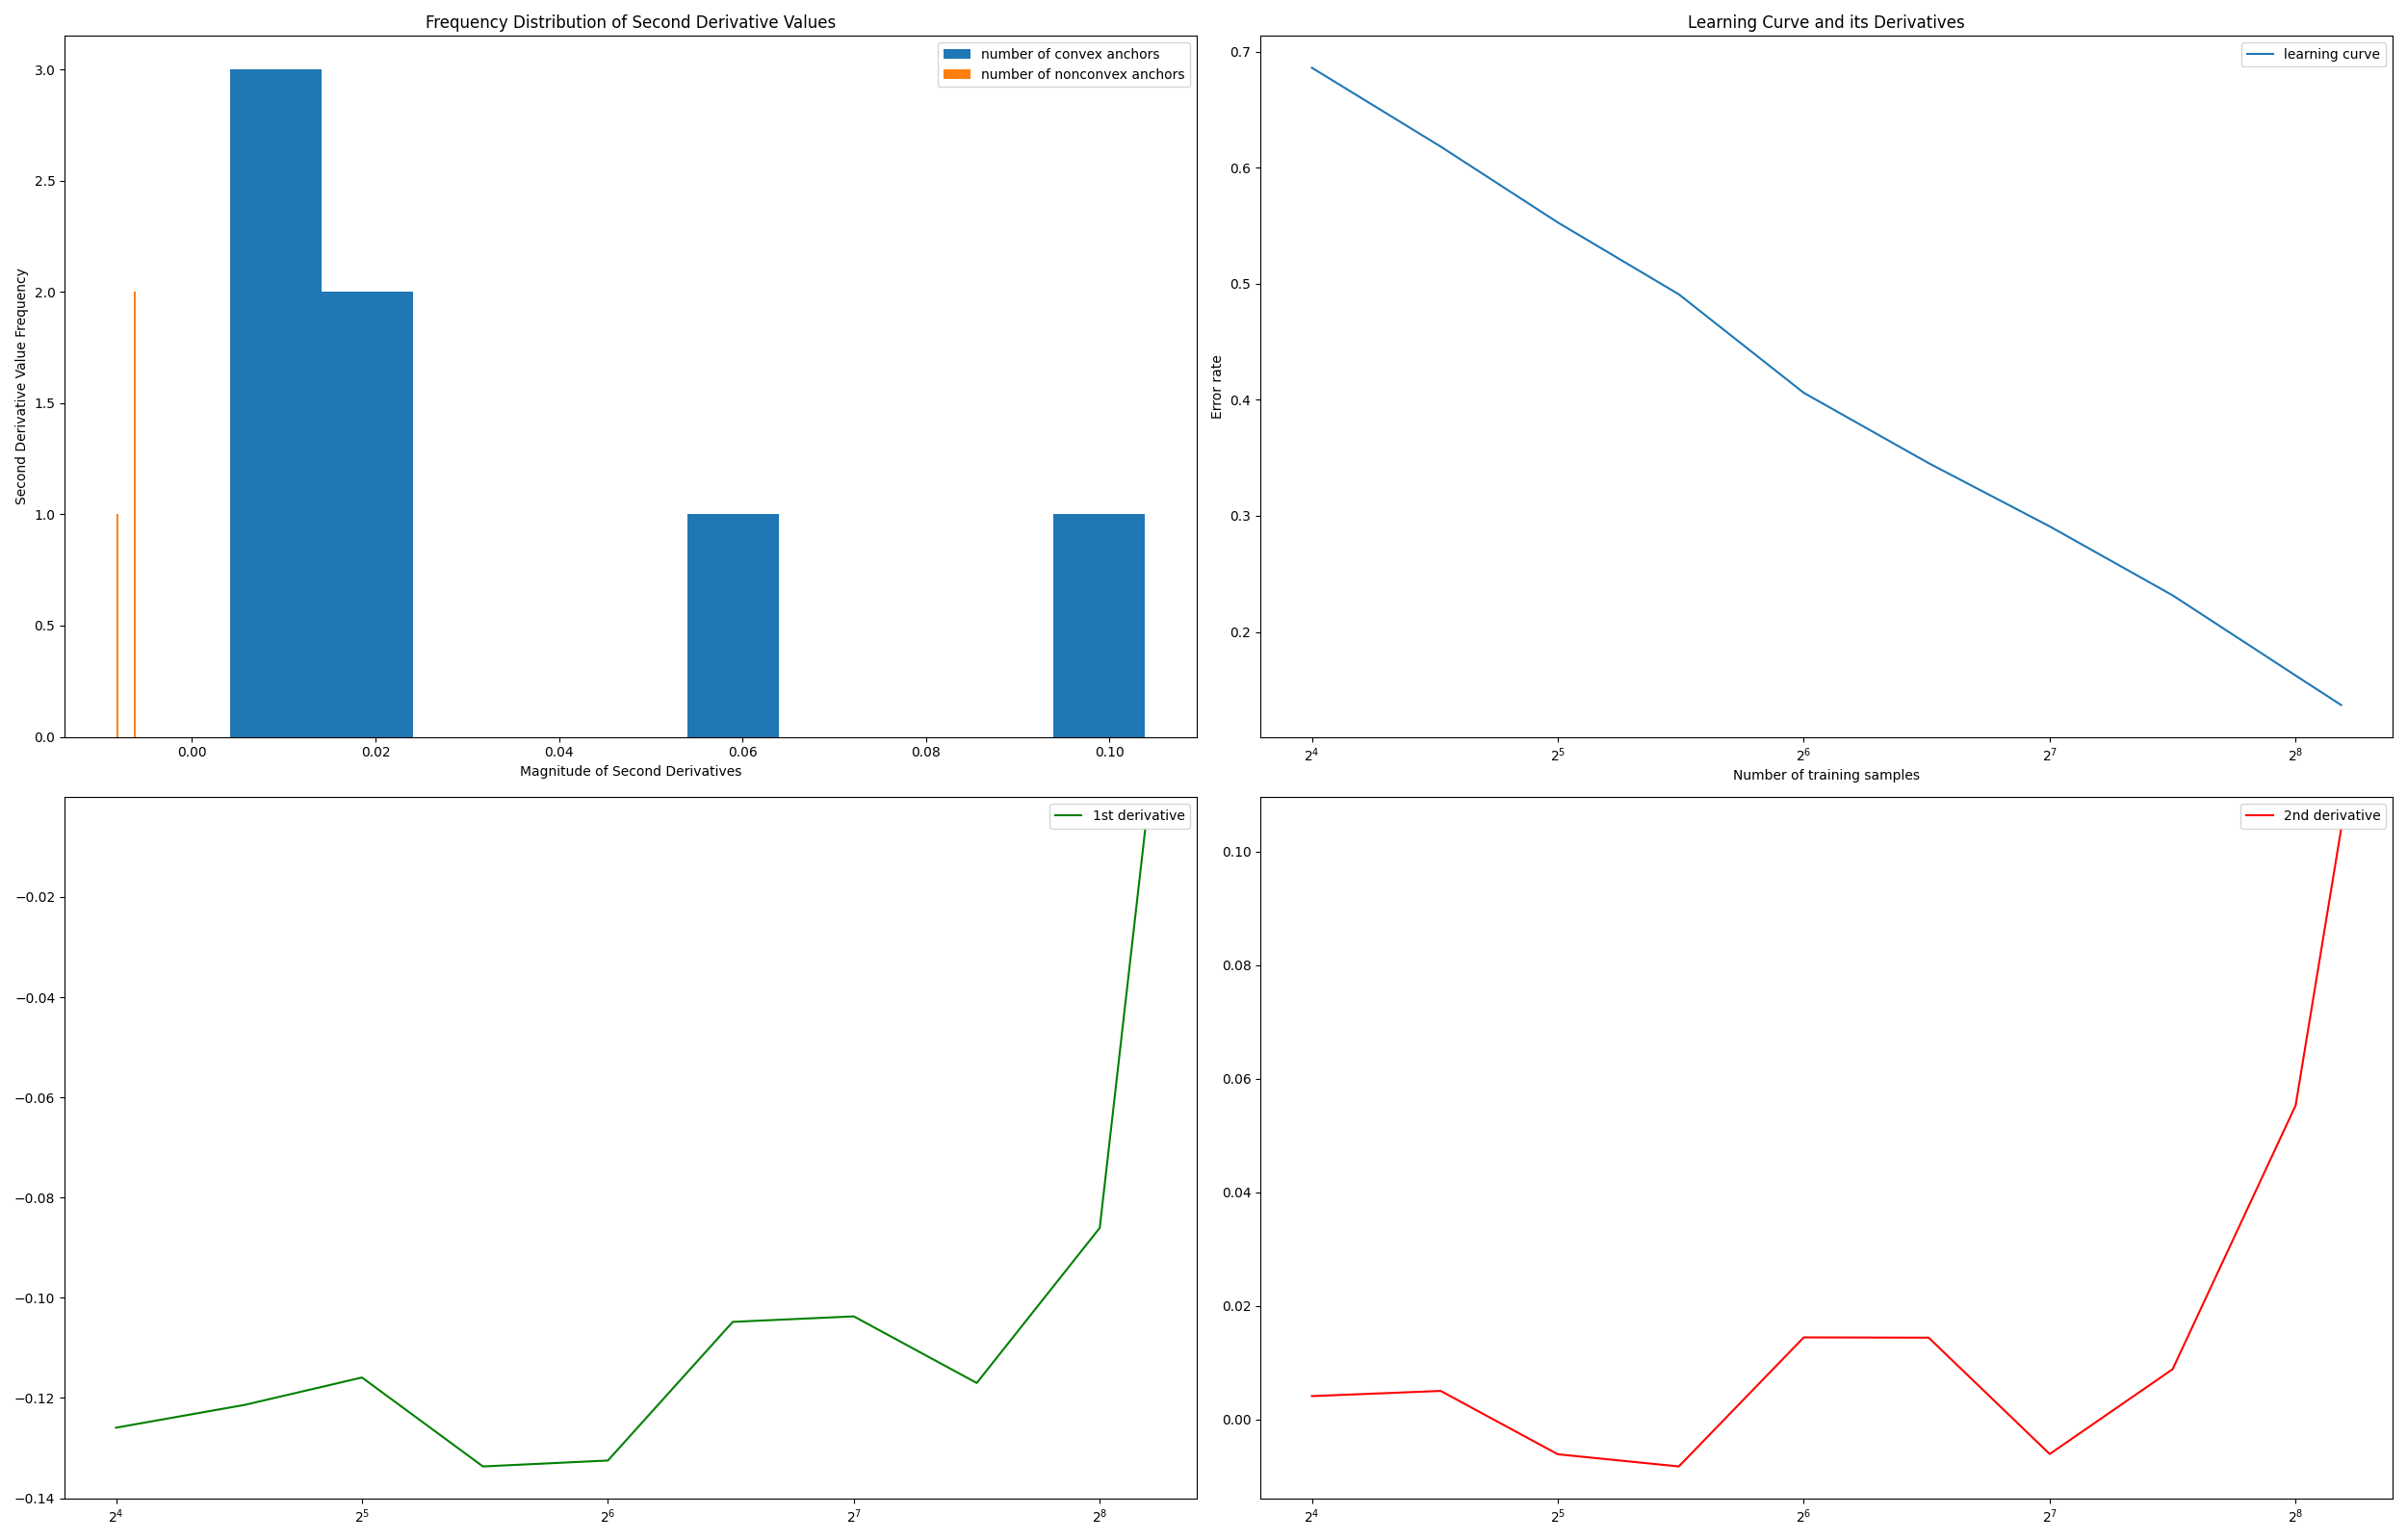 Frequency Distribution of Second Derivative Values
number of convex anchors
number of nonconvex anchors
3.0
2.5
2.0
1.5
1.0
0.5
0.0
Second Derivative Value Frequency
0.00 0.02 0.04 0.06 0.08 0.10
Magnitude of Second Derivatives
Learning Curve and its Derivatives
learning curve
0.7
0.6
0.5
0.4
0.3
0.2
Error rate
2⁴ 2⁵ 2⁶ 2⁷ 2⁸
Number of training samples
1st derivative
−0.02
−0.04
−0.06
−0.08
−0.10
−0.12
−0.14
2⁴ 2⁵ 2⁶ 2⁷ 2⁸
2nd derivative
0.10
0.08
0.06
0.04
0.02
0.00
2⁴ 2⁵ 2⁶ 2⁷ 2⁸